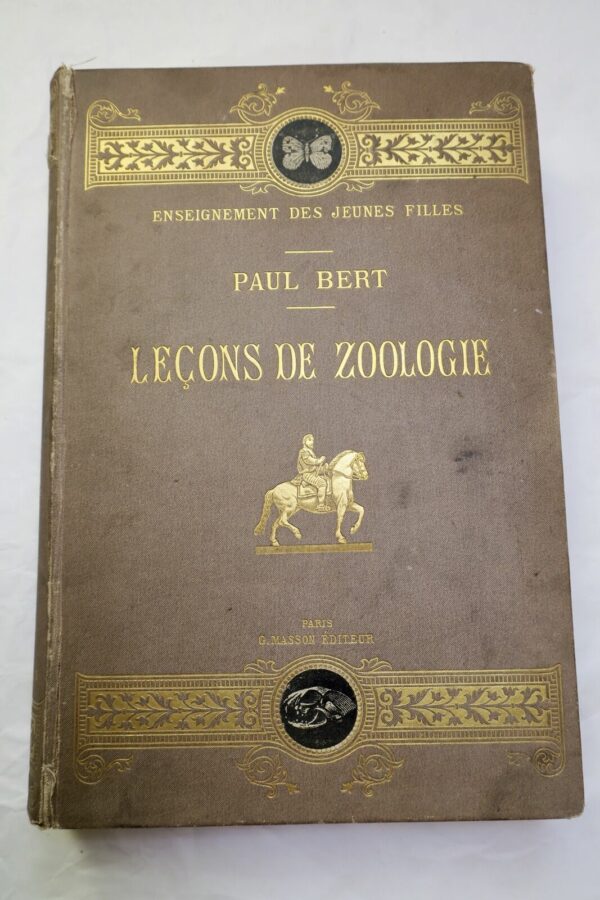 ENSEIGNEMENT DES JEUNES FILLES
PAUL BERT
LEÇONS DE ZOOLOGIE
PARIS
G. MASSON ÉDITEUR